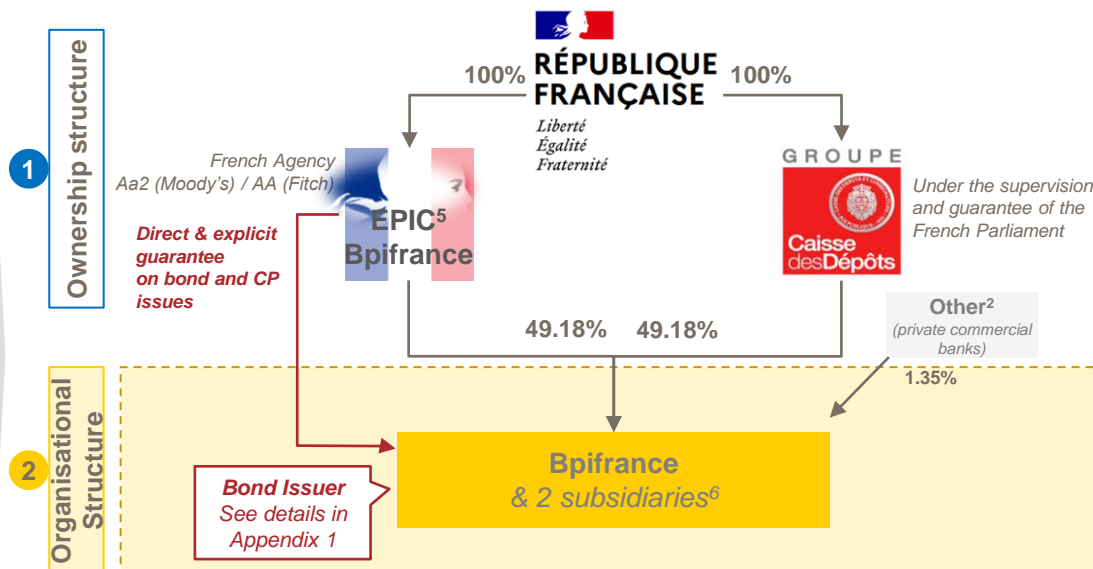 1
Ownership structure
100%
RÉPUBLIQUE
FRANÇAISE
100%
Liberté
Égalité
Fraternité
French Agency
Aa2 (Moody's) / AA (Fitch)
EPIC⁵
Bpifrance
Direct & explicit
guarantee
on bond and CP
issues
GROUPE
Caisse
desDépôts
Under the supervision
and guarantee of the
French Parliament
49.18%
49.18%
Other²
(private commercial
banks)
1.35%
2
Organisational
Structure
Bpifrance
& 2 subsidiaries⁶
Bond Issuer
See details in
Appendix 1